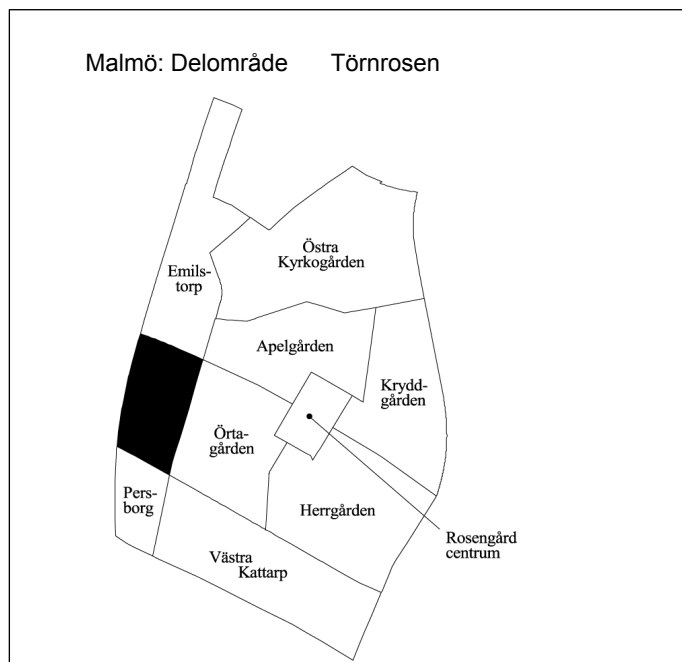 Malmö: Delområde Törnrosen
Östra
Kyrkogården
Emils-
torp
Apelgården
Krydd-
gården
Örta-
gården
Pers-
borg
Herrgården
Rosengård
centrum
Västra
Kattarp